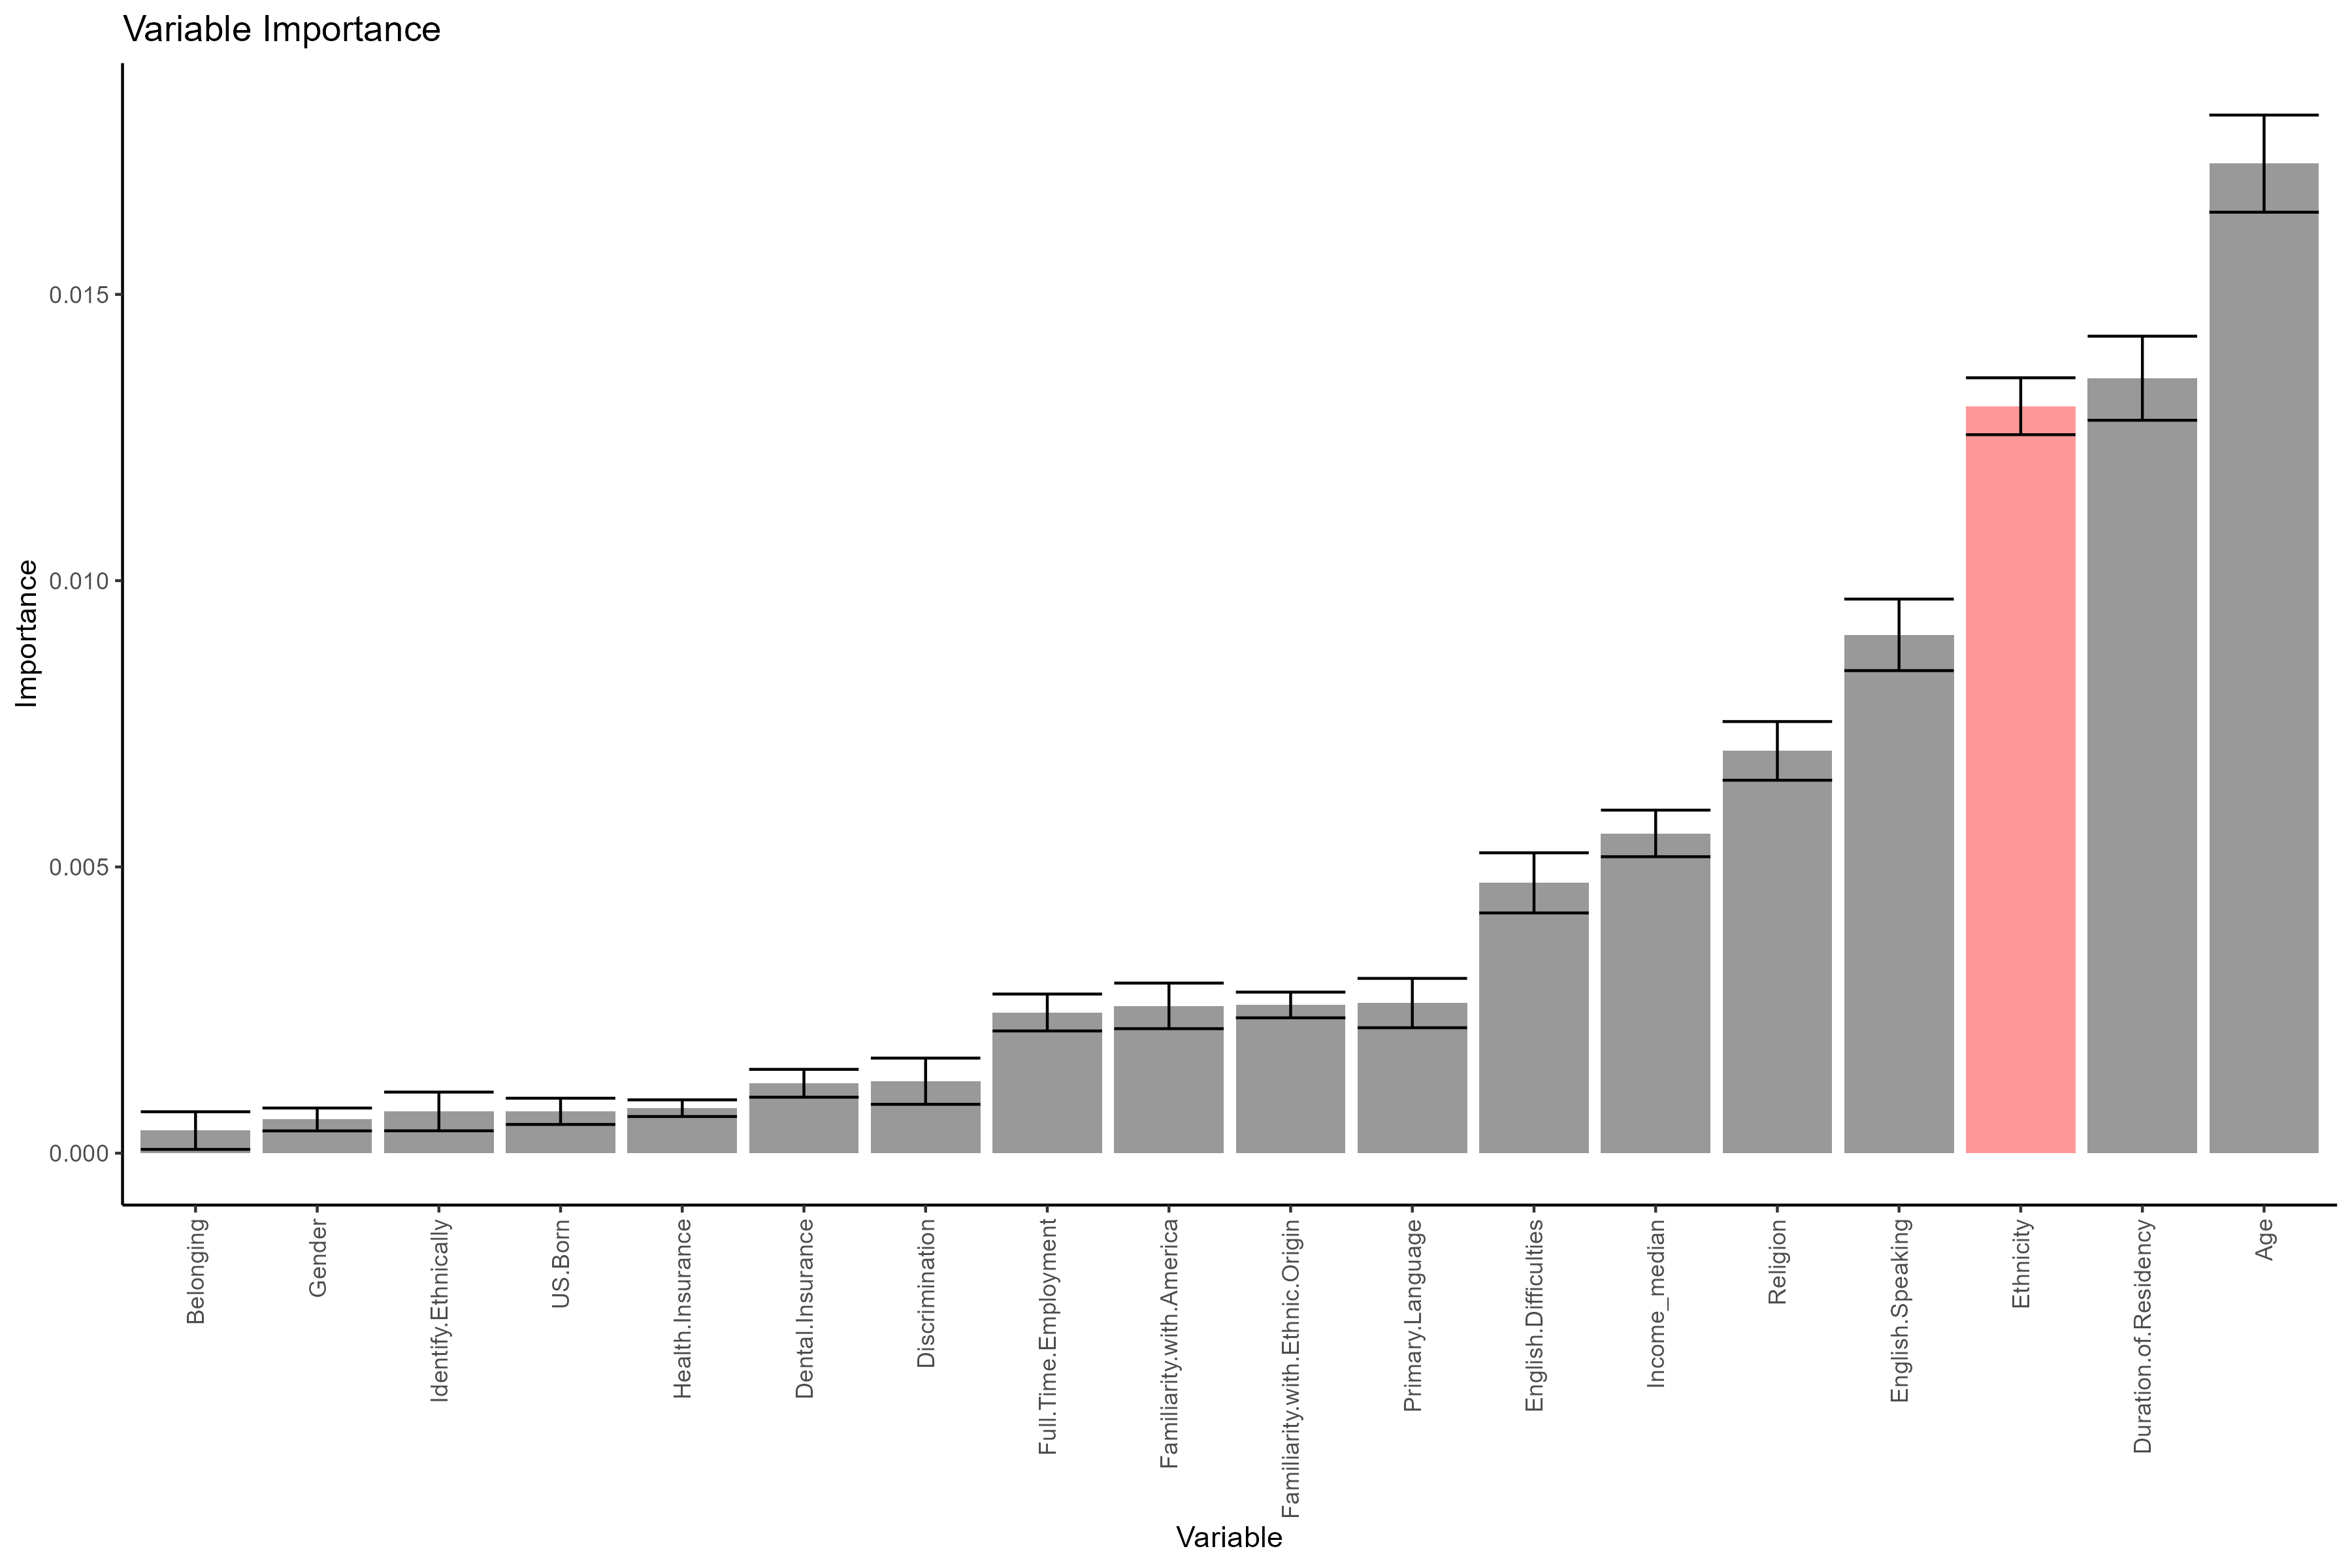 Variable Importance
Importance
0.015
0.010
0.005
0.000
Belonging
Gender
Identify.Ethnically
US.Born
Health.Insurance
Dental.Insurance
Discrimination
Full.Time.Employment
Familiarity.with.America
Familiarity.with.Ethnic.Origin
Primary.Language
English.Difficulties
Income_median
Religion
English.Speaking
Ethnicity
Duration.of.Residency
Age
Variable